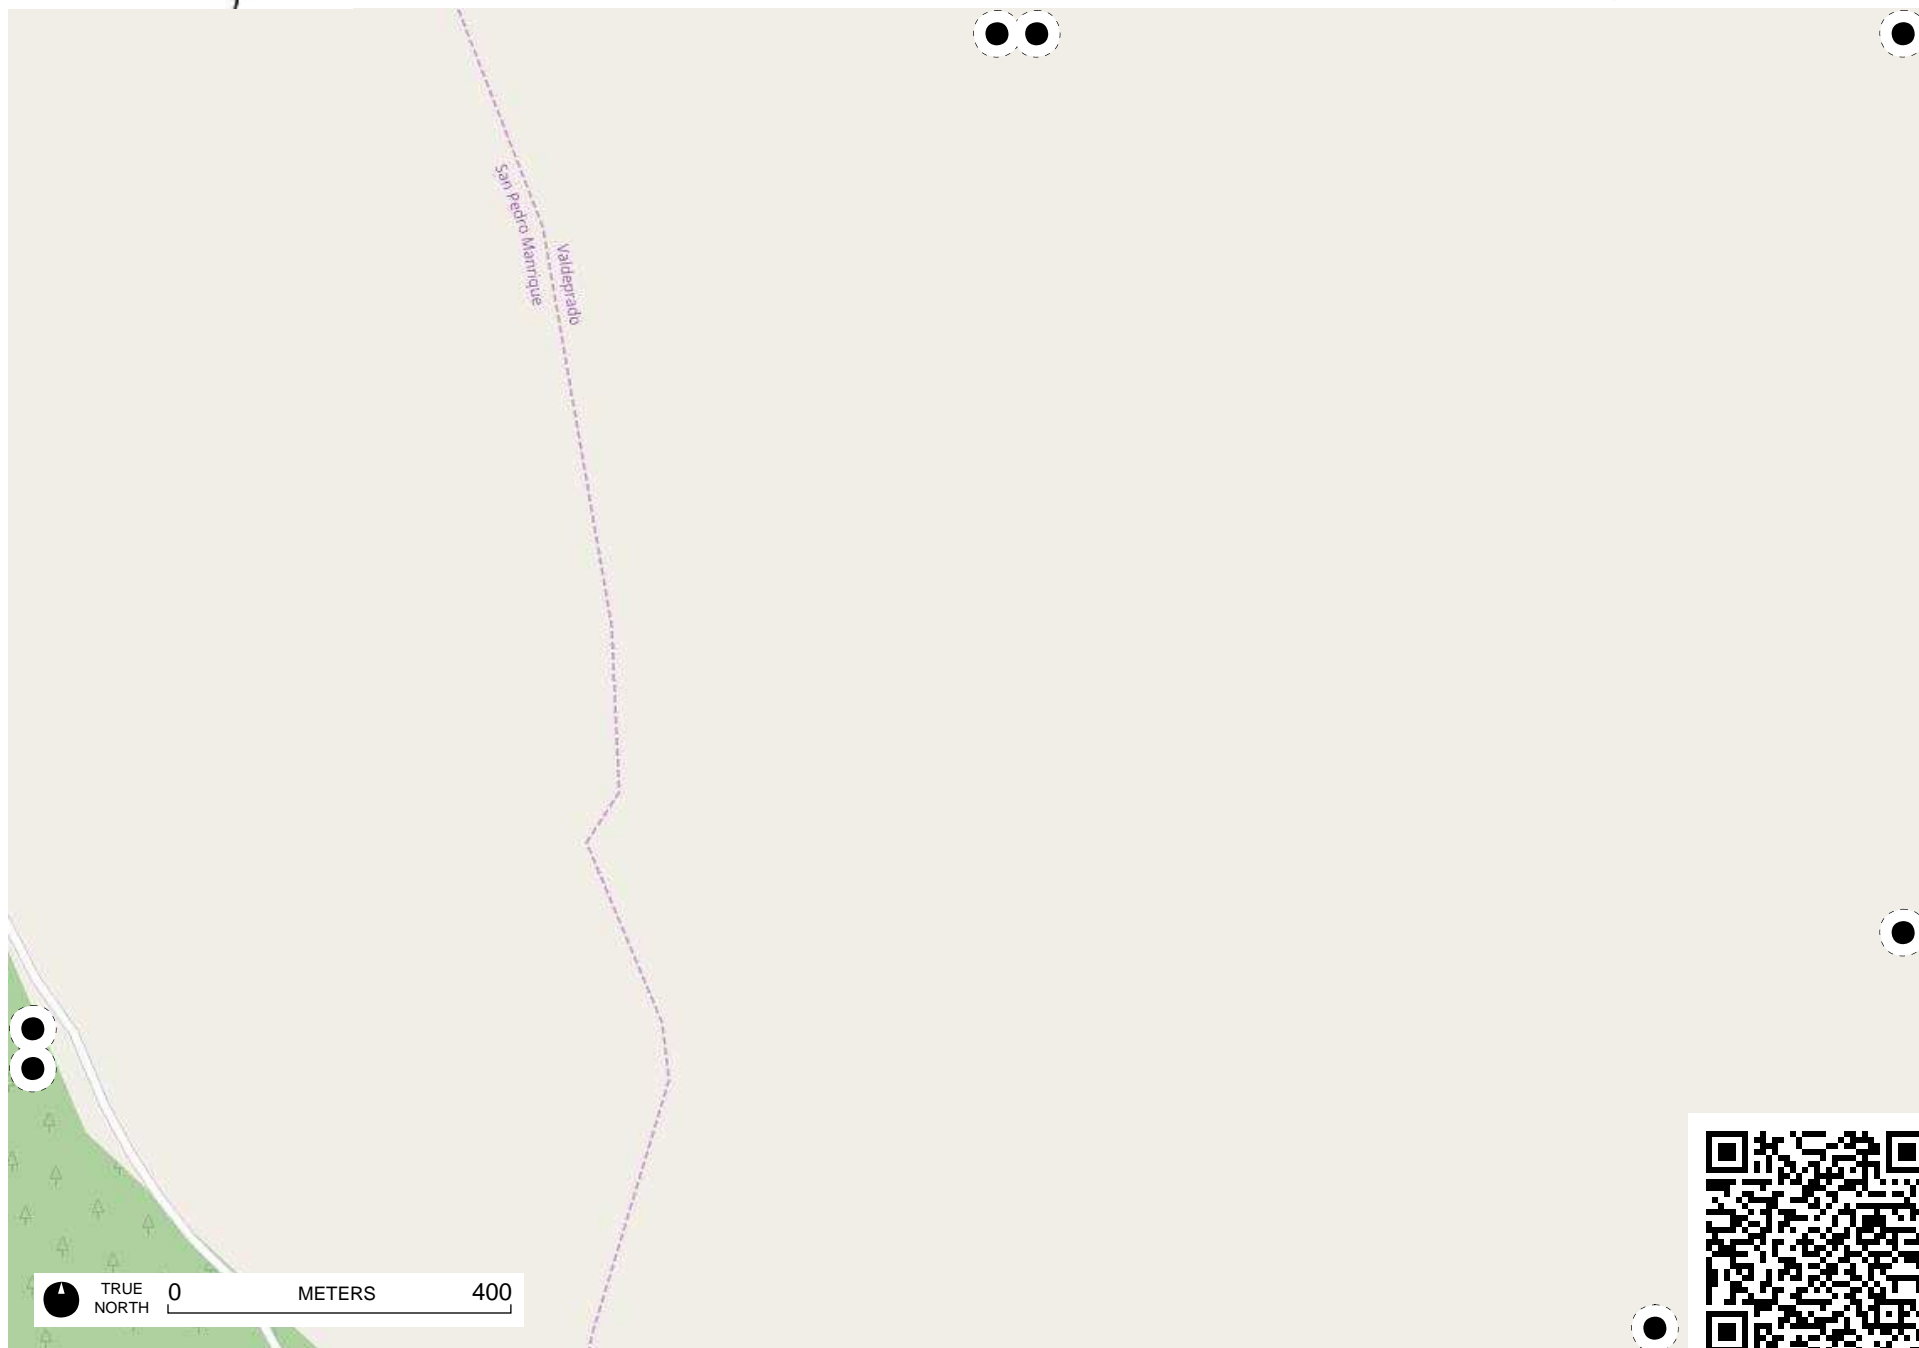 San Pedro Manrique
Valdeprado
TRUE
NORTH
0 METERS 400